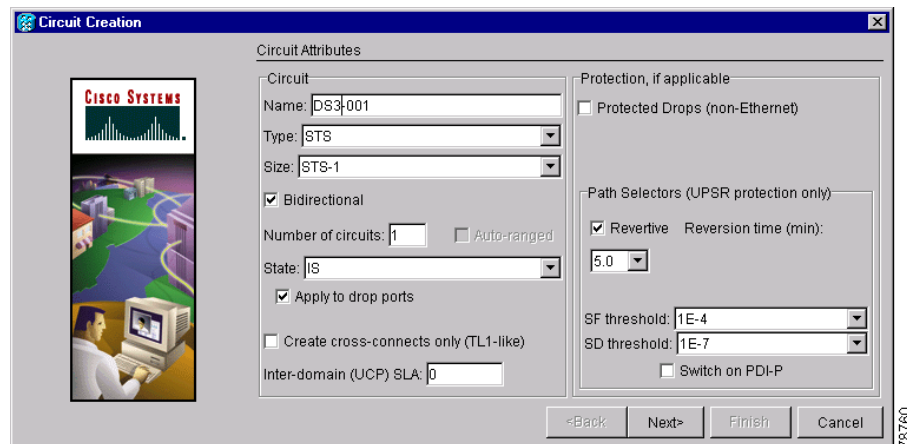 Circuit Creation
Circuit Attributes
CISCO SYSTEMS
Circuit
Name: DS3-001
Type: STS
Size: STS-1
Bidirectional
Number of circuits: 1
Auto-ranged
State: IS
Apply to drop ports
Create cross-connects only (TL1-like)
Inter-domain (UCP) SLA: 0
Protection, if applicable
Protected Drops (non-Ethernet)
Path Selectors (UPSR protection only)
Revertive Reversion time (min):
5.0
SF threshold: 1E-4
SD threshold: 1E-7
Switch on PDI-P
<Back Next> Finish Cancel
78760